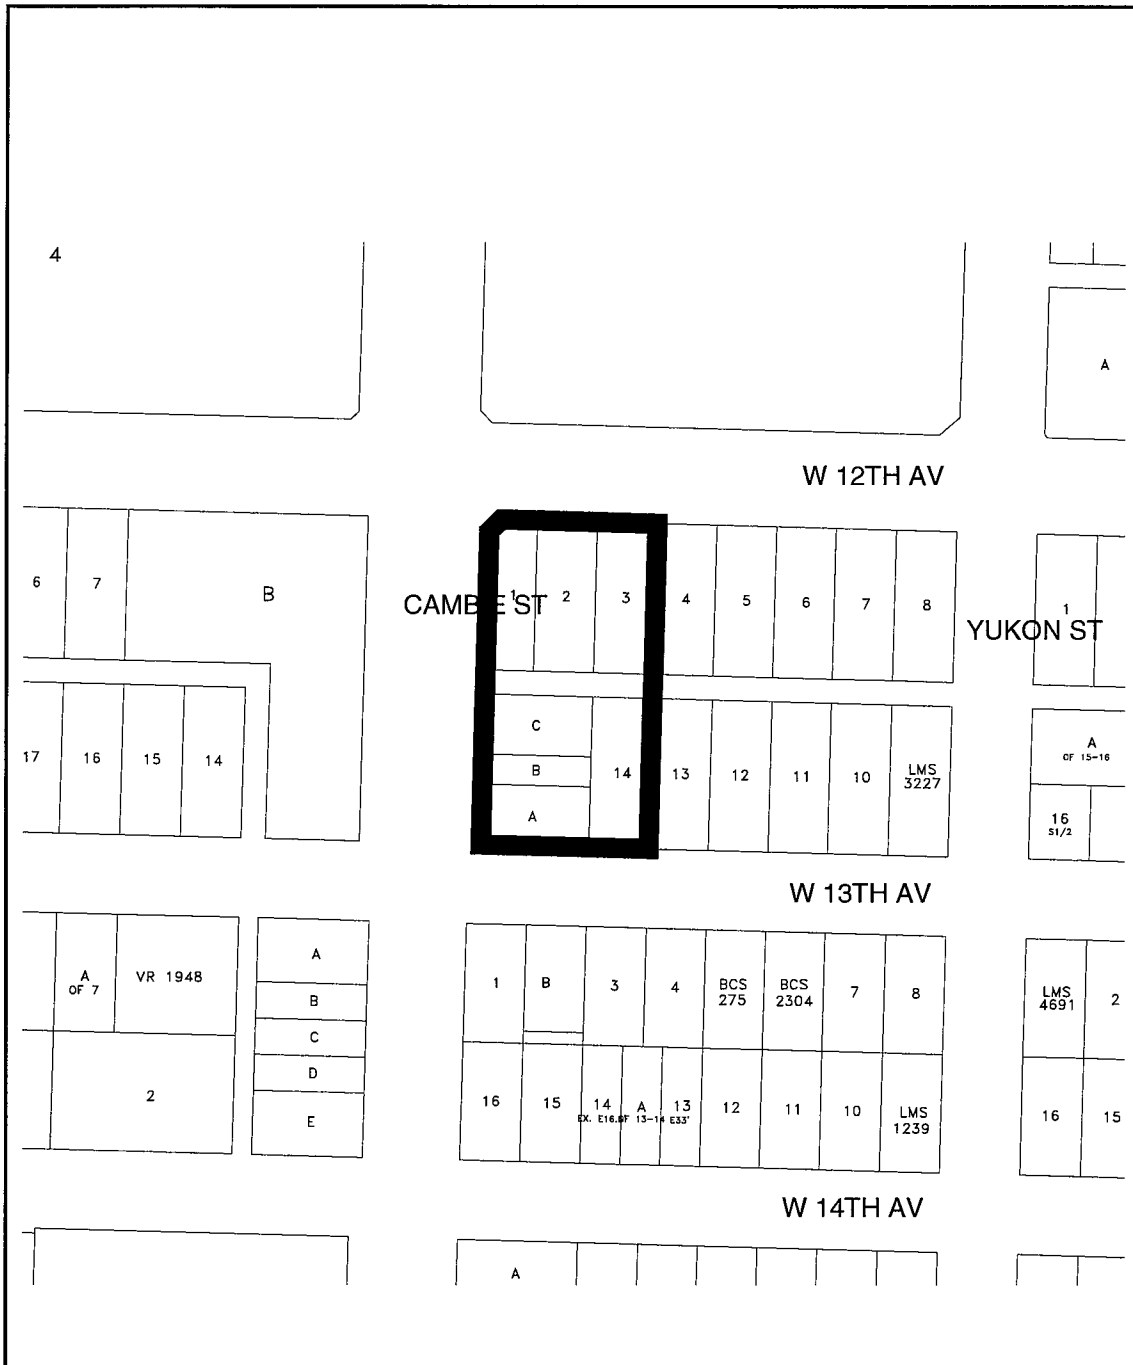 4
A
W 12TH AV
6
7
B
CAMBIE ST
1
2
3
4
5
6
7
8
YUKON ST
1
17
16
15
14
C
B
A
14
13
12
11
10
LMS
3227
A
OF 15-16
16
S1/2
W 13TH AV
A
OF 7
VR 1948
2
A
B
C
D
E
1
B
3
4
BCS
275
BCS
2304
7
8
16
15
14
A
13
EX. E16.
OF 13-14
E33'
12
11
10
LMS
1239
LMS
4691
2
16
15
W 14TH AV
A